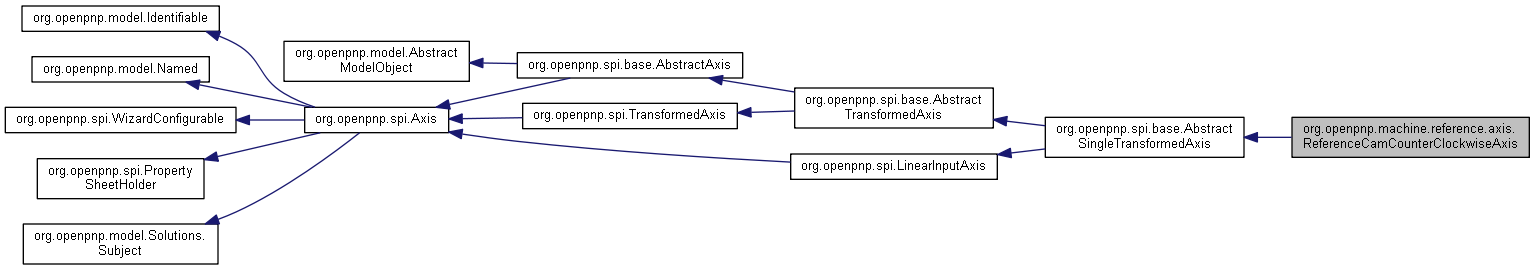 org.openpnp.model.Identifiable
org.openpnp.model.Named
org.openpnp.spi.WizardConfigurable
org.openpnp.spi.Property
SheetHolder
org.openpnp.model.Solutions.
Subject
org.openpnp.model.Abstract
ModelObject
org.openpnp.spi.Axis
org.openpnp.spi.base.AbstractAxis
org.openpnp.spi.TransformedAxis
org.openpnp.spi.base.Abstract
TransformedAxis
org.openpnp.spi.LinearInputAxis
org.openpnp.spi.base.Abstract
SingleTransformedAxis
org.openpnp.machine.reference.axis.
ReferenceCamCounterClockwiseAxis